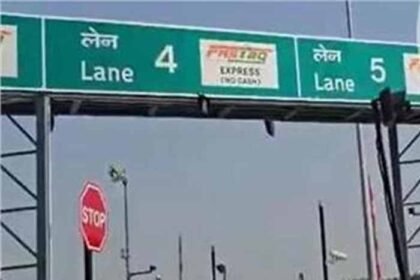 लेन
Lane 4
FASTag
EXPRESS
(NO CASH)
लेन
Lane 5
STOP